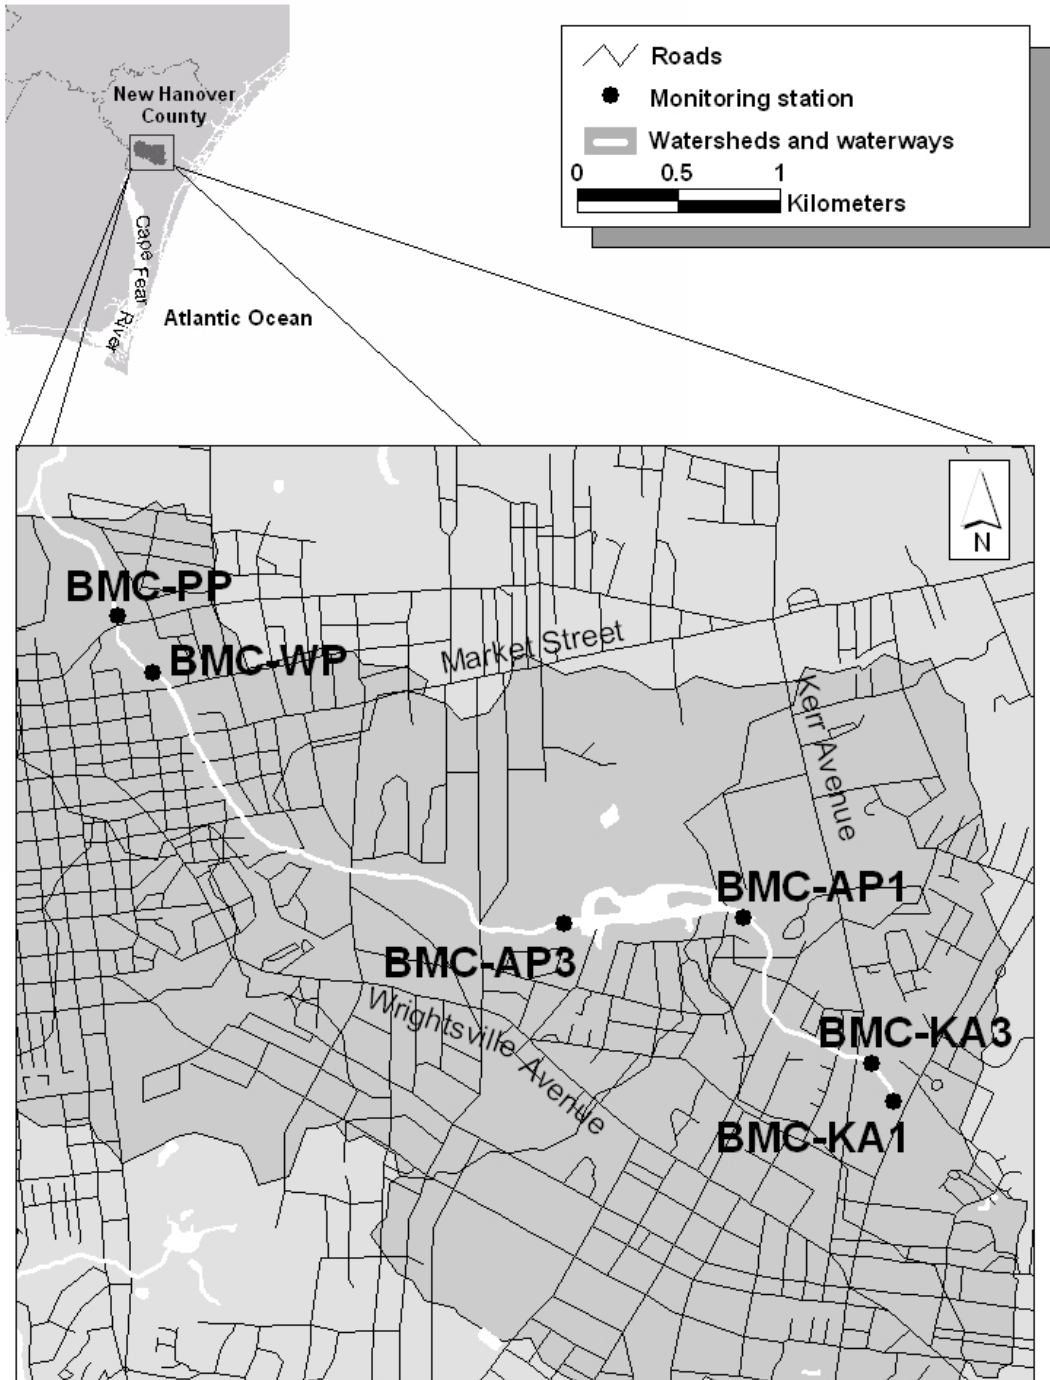 New Hanover
County
Cape Fear River
Atlantic Ocean
Roads
Monitoring station
Watersheds and waterways
0 0.5 1
Kilometers
N
BMC-PP
BMC-WP
Market Street
Kerr Avenue
BMC-AP1
BMC-AP3
Wrightsville Avenue
BMC-KA3
BMC-KA1